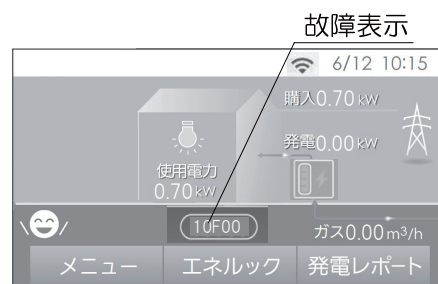 故障表示
6/12 10:15
購入0.70 kW
発電0.00 kW
使用電力
0.70 kW
10F00
ガス0.00 m³/h
メニュー
エネルック
発電レポート